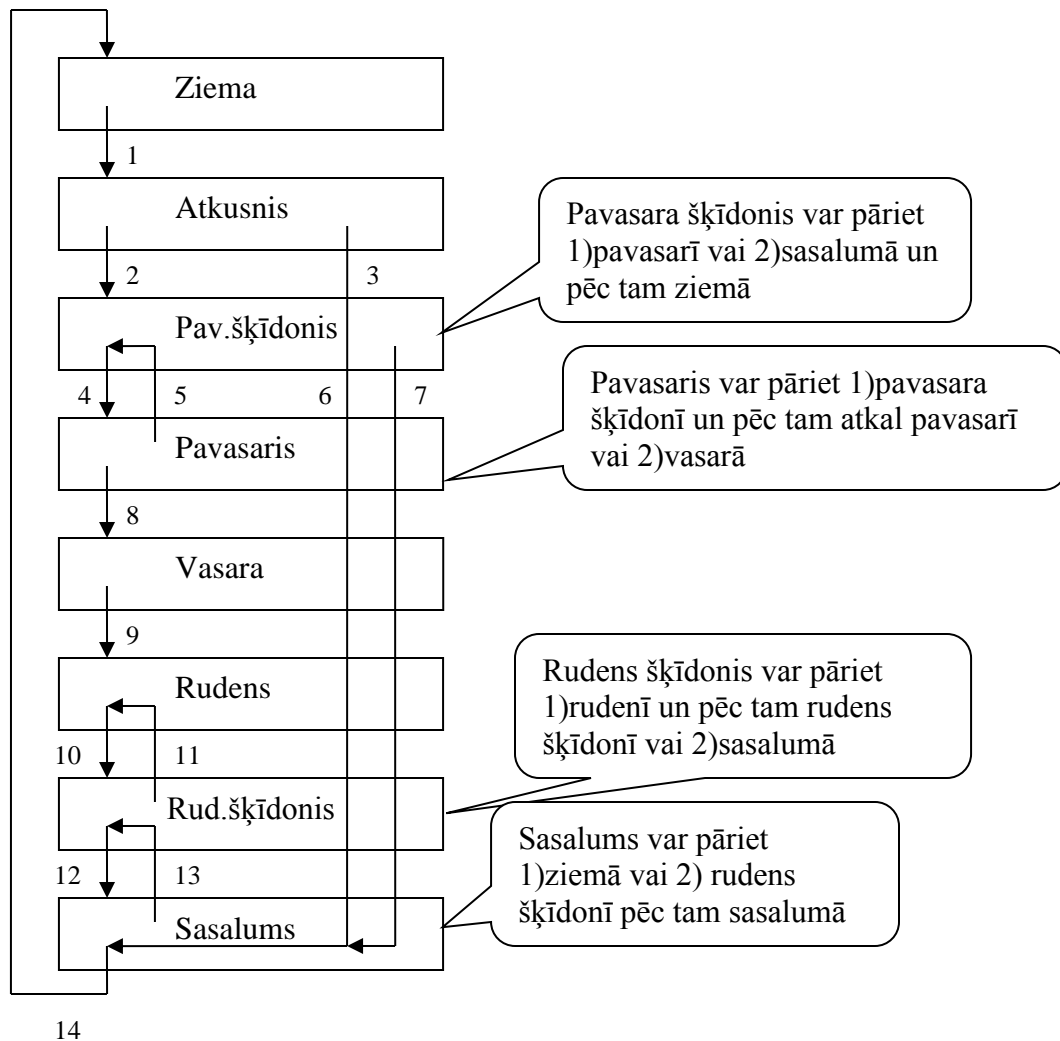 Ziema
1
Atkusnis
2
3
Pavasara šķīdonis var pāriet
1)pavasarī vai 2)sasalumā un
pēc tam ziemā
Pav.šķīdonis
4
5
6
7
Pavasaris var pāriet 1)pavasara
šķīdonī un pēc tam atkal pavasarī
vai 2)vasarā
Pavasaris
8
Vasara
9
Rudens
Rudens šķīdonis var pāriet
1)rudenī un pēc tam rudens
šķīdonī vai 2)sasalumā
10
11
Rud.šķīdonis
12
13
Sasalums var pāriet
1)ziemā vai 2) rudens
šķīdonī pēc tam sasalumā
Sasalums
14